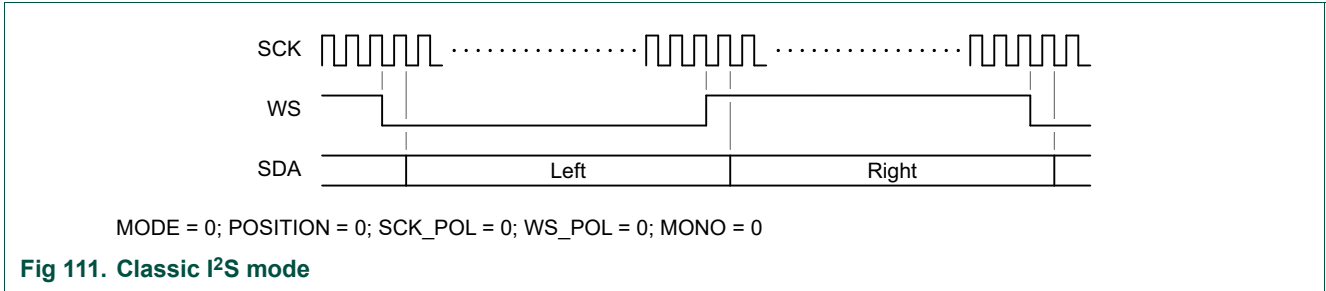 SCK
WS
SDA Left Right
MODE = 0; POSITION = 0; SCK_POL = 0; WS_POL = 0; MONO = 0
Fig 111. Classic I²S mode